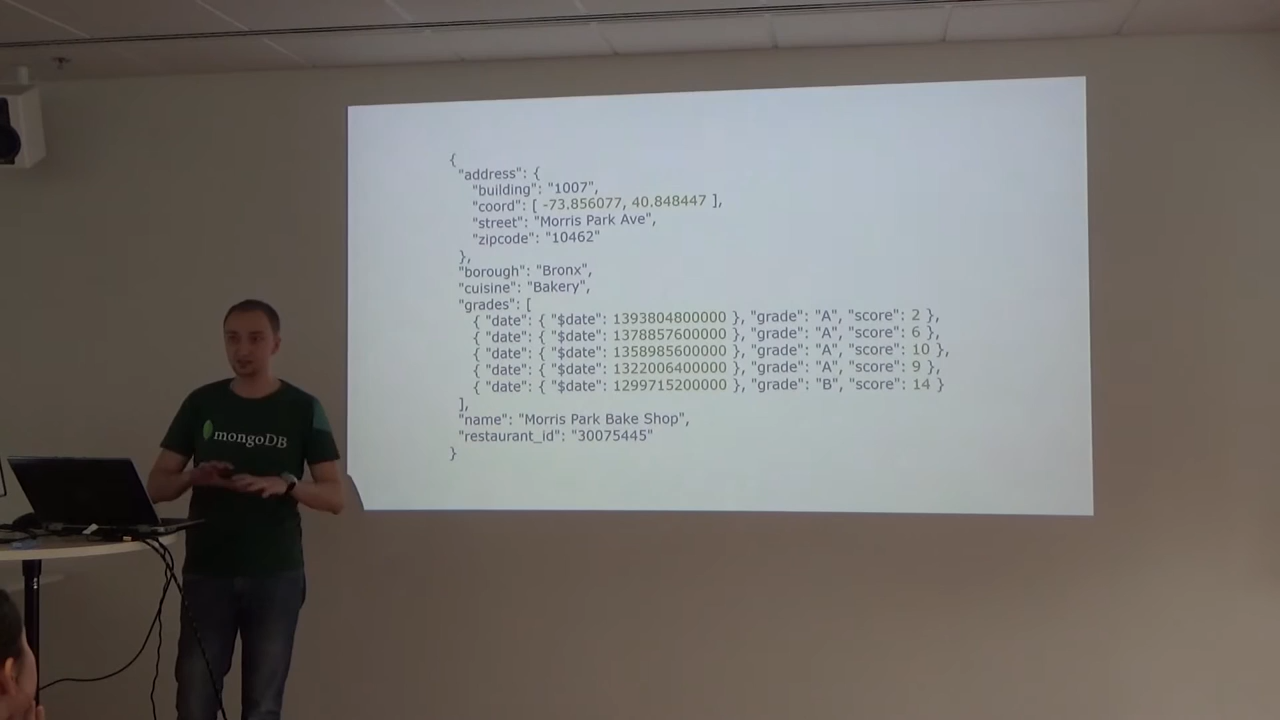 {
"address": {
"building": "1007",
"coord": [ -73.856077, 40.848447 ],
"street": "Morris Park Ave",
"zipcode": "10462"
},
"borough": "Bronx",
"cuisine": "Bakery",
"grades": [
{ "date": { "$date": 1393804800000 }, "grade": "A", "score": 2 },
{ "date": { "$date": 1378857600000 }, "grade": "A", "score": 6 },
{ "date": { "$date": 1358985600000 }, "grade": "A", "score": 10 },
{ "date": { "$date": 1322006400000 }, "grade": "A", "score": 9 },
{ "date": { "$date": 1299715200000 }, "grade": "B", "score": 14 }
],
"name": "Morris Park Bake Shop",
"restaurant_id": "30075445"
}
mongoDB